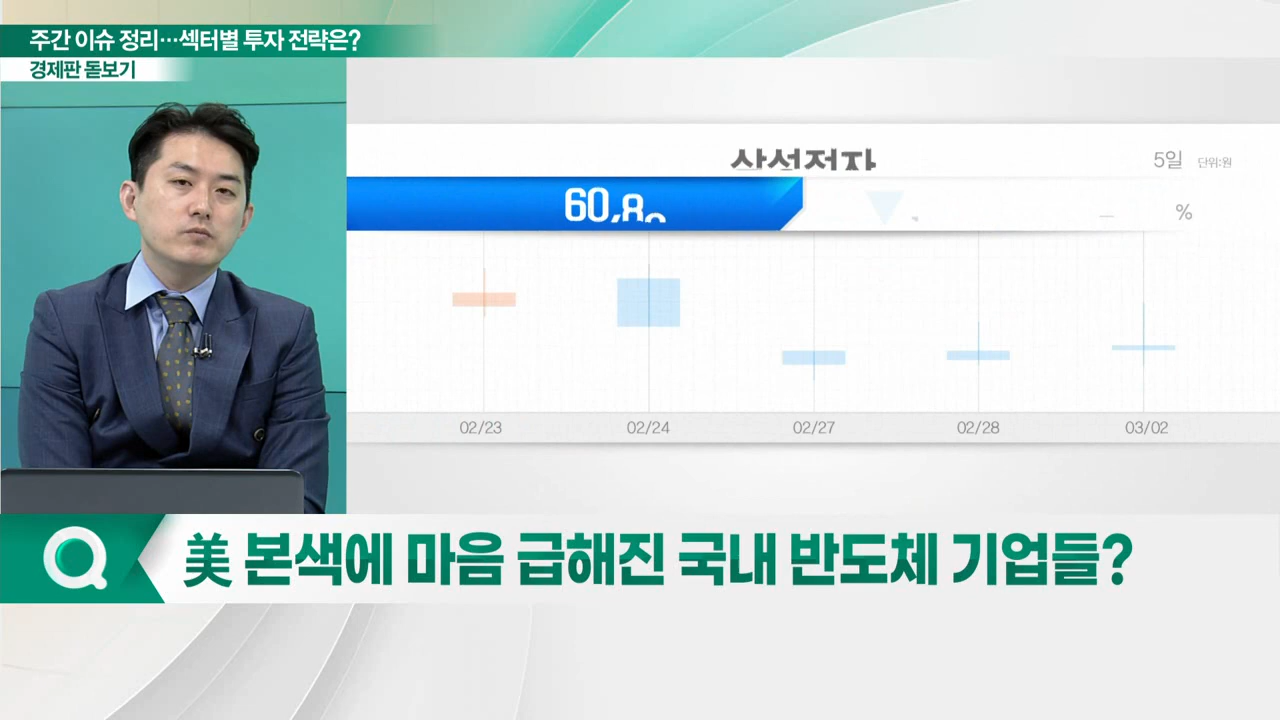 주간 이슈 정리…섹터별 투자 전략은?
경제판 돋보기
5일 단위:원
%
02/23 02/24 02/27 02/28 03/02
美 본색에 마음 급해진 국내 반도체 기업들?